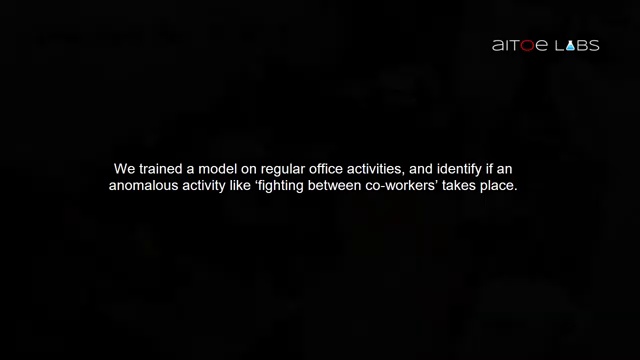 aITOe LABS
We trained a model on regular office activities, and identify if an
anomalous activity like ‘fighting between co-workers’ takes place.